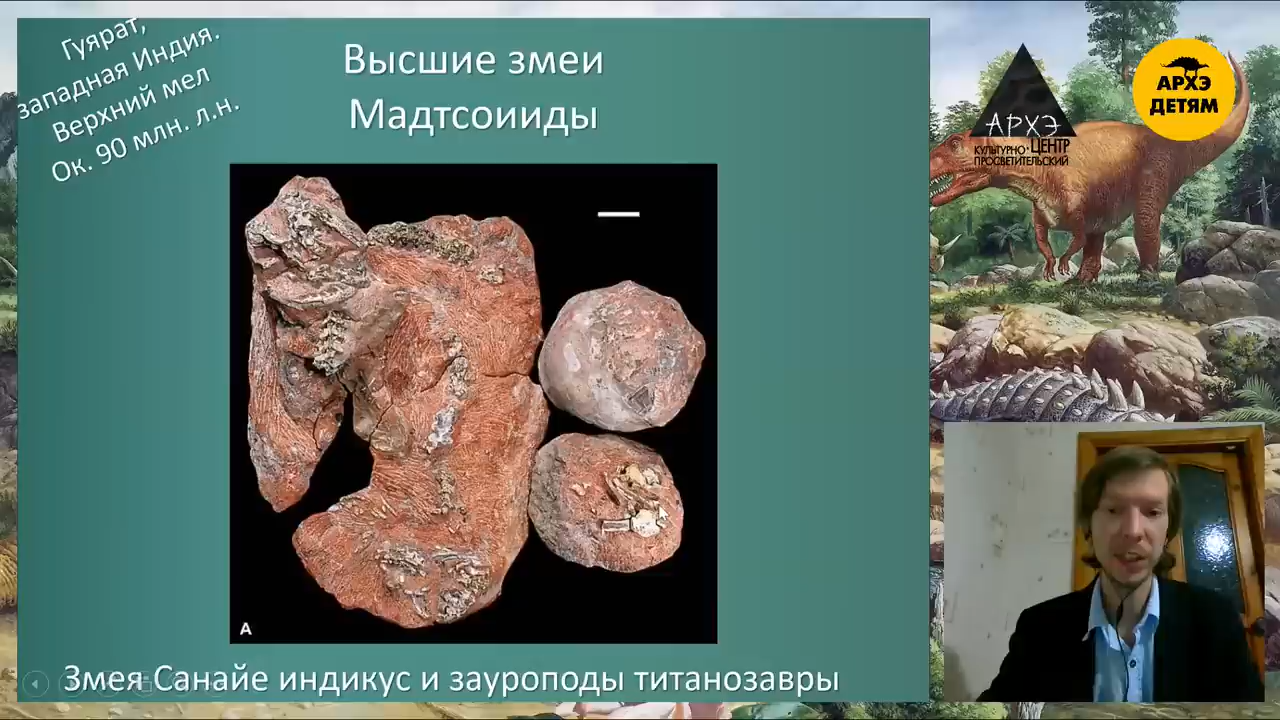 Гуярат,
западная Индия.
Верхний мел
Ок. 90 млн. л.н.
Высшие змеи
Мадтсоииды
A
Змея Санайе индикус и зауроподы титанозавры
АРХЭ
КУЛЬТУРНО-ЦЕНТР
ПРОСВЕТИТЕЛЬСКИЙ
АРХЭ
ДЕТЯМ